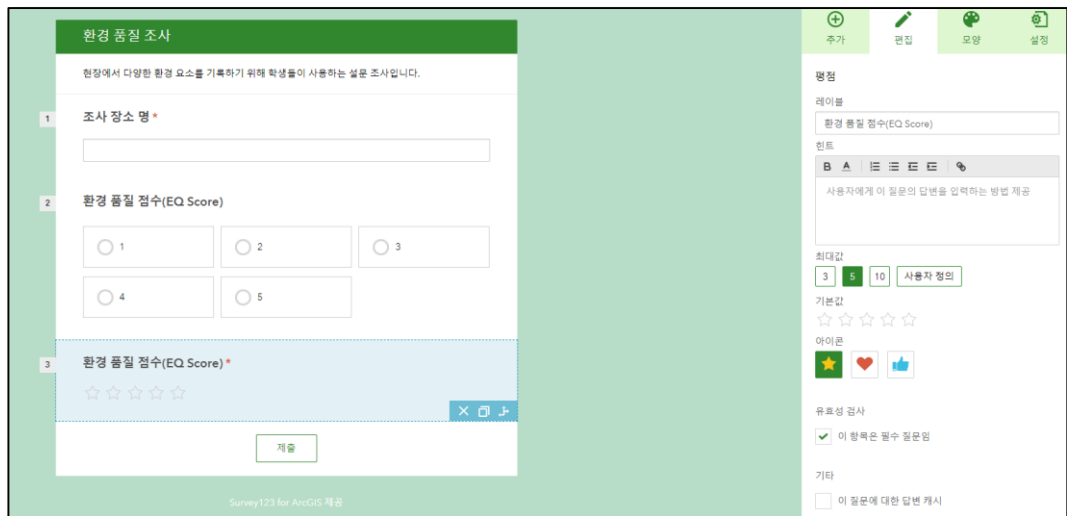 환경 품질 조사
현장에서 다양한 환경 요소를 기록하기 위해 학생들이 사용하는 설문 조사입니다.
1
조사 장소 명*
2
환경 품질 점수(EQ Score)
1
2
3
4
5
3
환경 품질 점수(EQ Score)*
제출
Survey123 for ArcGIS 제공
추가
편집
모양
설정
평점
레이블
환경 품질 점수(EQ Score)
힌트
B A
사용자에게 이 질문의 답변을 입력하는 방법 제공
최대값
3 5 10 사용자 정의
기본값
아이콘
유효성 검사
이 항목은 필수 질문임
기타
이 질문에 대한 답변 캐시